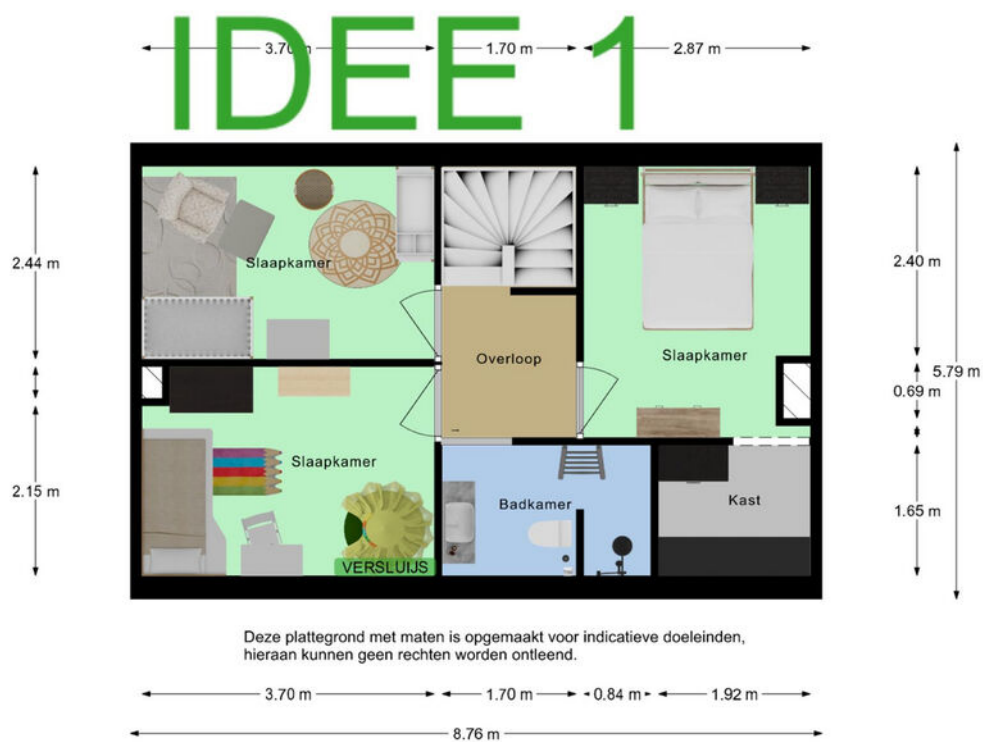 IDEE 1
3.70 m
1.70 m
2.87 m
2.44 m
Slaapkamer
2.40 m
Overloop
Slaapkamer
5.79 m
0.69 m
Slaapkamer
2.15 m
Badkamer
Kast
1.65 m
VERSLUIJS
Deze plattegrond met maten is opgemaakt voor indicatieve doeleinden,
hieraan kunnen geen rechten worden ontleend.
3.70 m
1.70 m
0.84 m
1.92 m
8.76 m